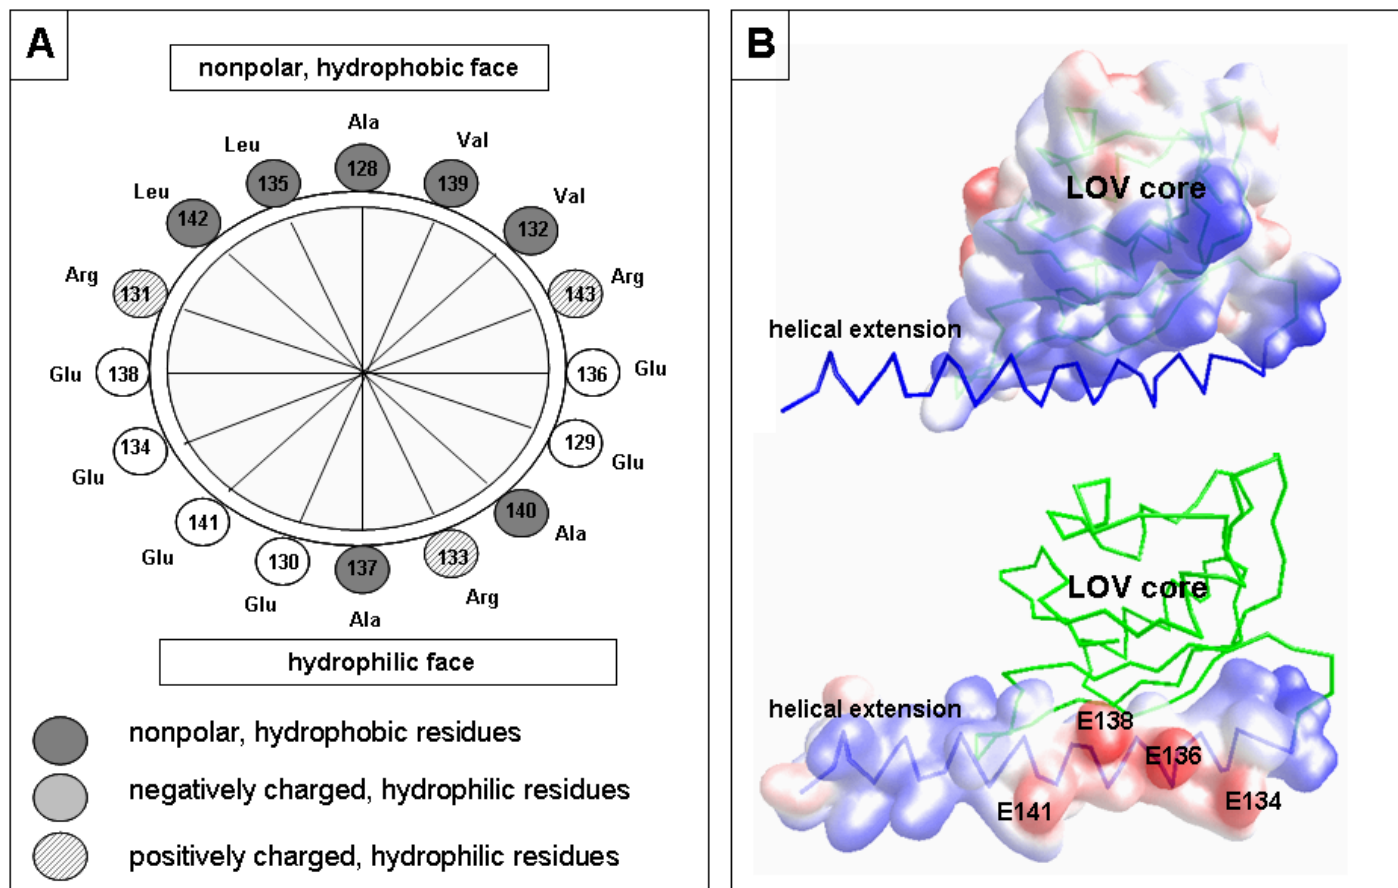 A
nonpolar, hydrophobic face
Ala
128
Val
139
Val
132
Arg
143
Glu
136
Glu
129
Ala
140
Arg
133
Ala
137
Glu
130
Glu
141
Glu
134
Glu
138
Arg
131
Leu
142
Leu
135
hydrophilic face
nonpolar, hydrophobic residues
negatively charged, hydrophilic residues
positively charged, hydrophilic residues
B
LOV core
helical extension
LOV core
helical extension
E138
E136
E141
E134